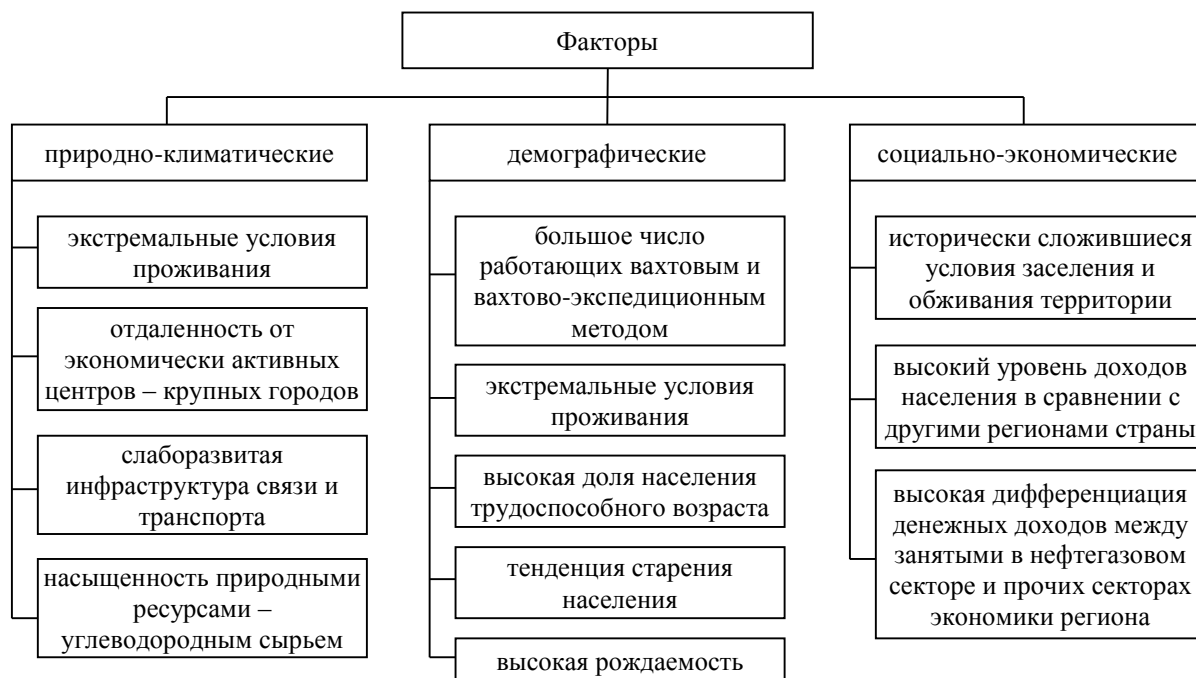 Факторы
природно-климатические
экстремальные условия
проживания
отдаленность от
экономически активных
центров – крупных городов
слаборазвитая
инфраструктура связи и
транспорта
насыщенность природными
ресурсами –
углеводородным сырьем
демографические
большое число
работающих вахтовым и
вахтово-экспедиционным
методом
экстремальные условия
проживания
высокая доля населения
трудоспособного возраста
тенденция старения
населения
высокая рождаемость
социально-экономические
исторически сложившиеся
условия заселения и
обживания территории
высокий уровень доходов
населения в сравнении с
другими регионами страны
высокая дифференциация
денежных доходов между
занятыми в нефтегазовом
секторе и прочих секторах
экономики региона